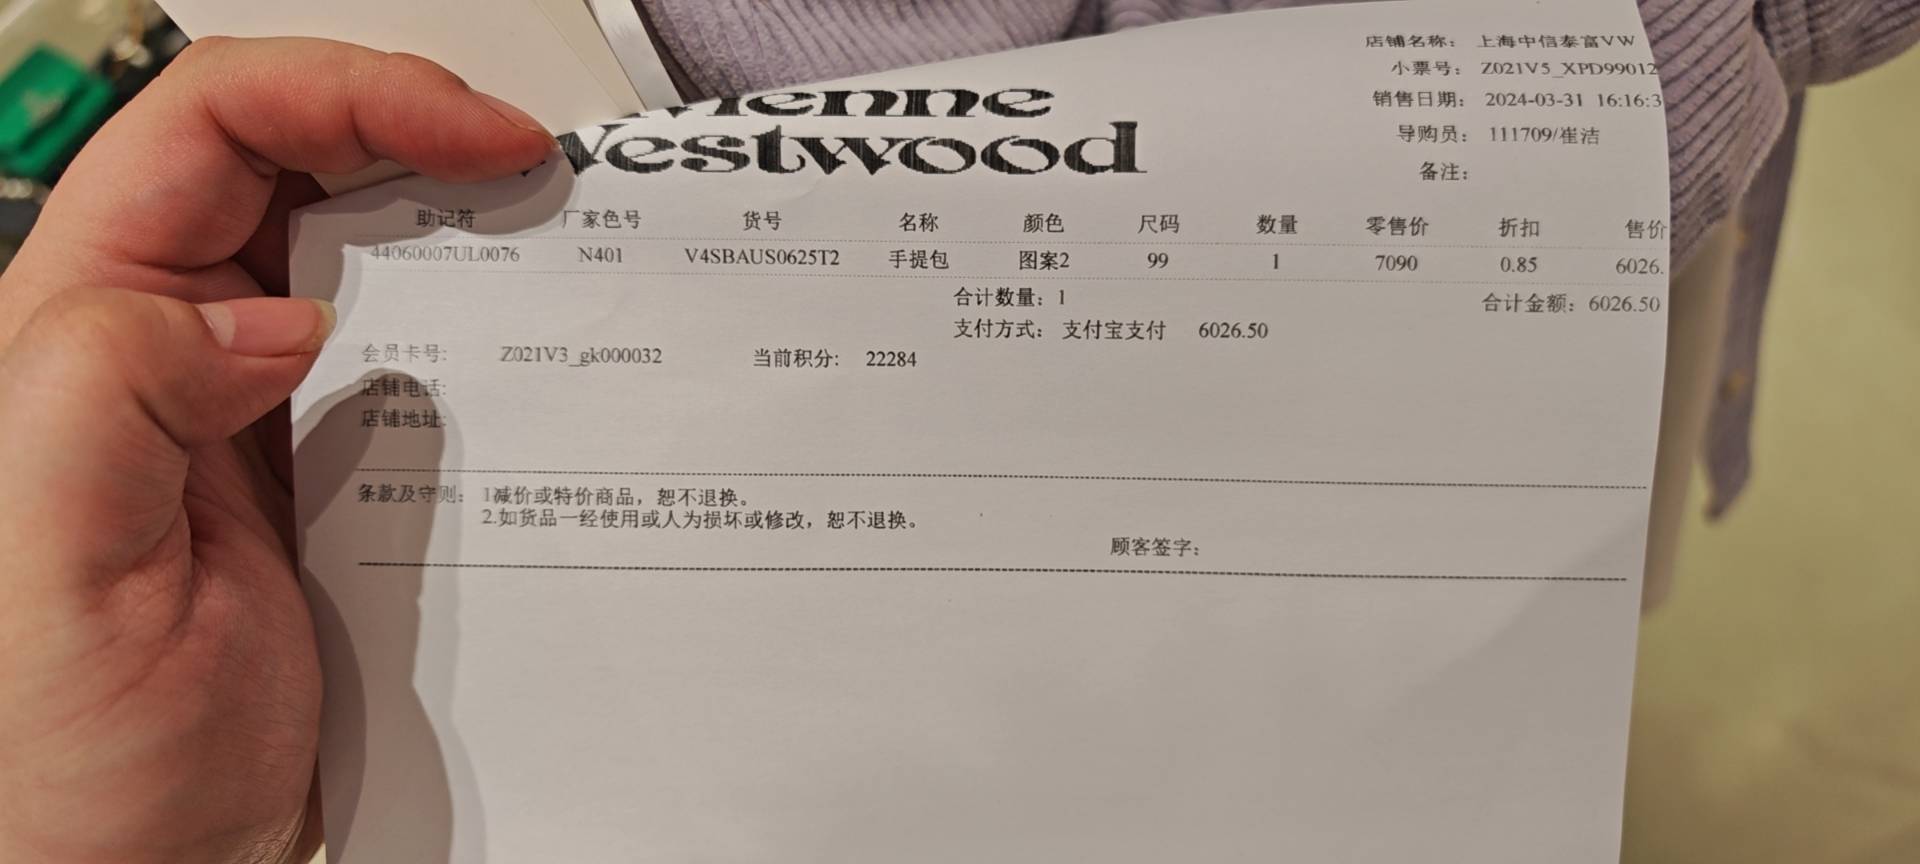 Vivienne
Westwood
店铺名称： 上海中信泰富VW
小票号： Z021V5_XPD99012
销售日期： 2024-03-31 16:16:3
导购员： 111709/崔洁
备注：
助记符 厂家色号 货号 名称 颜色 尺码 数量 零售价 折扣 售价
44060007UL0076 N401 V4SBAUS0625T2 手提包 图案2 99 1 7090 0.85 6026.
合计数量：1 合计金额：6026.50
支付方式： 支付宝支付 6026.50
会员卡号: Z021V3_gk000032 当前积分: 22284
店铺电话:
店铺地址:
条款及守则：1减价或特价商品，恕不退换。
2.如货品一经使用或人为损坏或修改，恕不退换。
顾客签字：